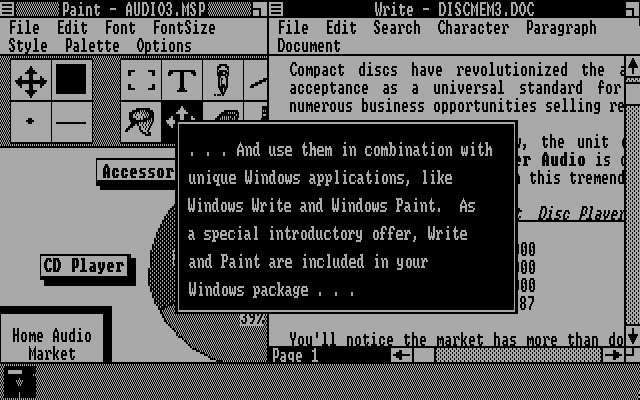 Paint - AUDIO3.MSP
File Edit Font FontSize
Style Palette Options
Write - DISCMEM3.DOC
File Edit Search Character Paragraph
Document
Compact discs have revolutionized the a
acceptance as a universal standard for
numerous business opportunities selling re
w, the unit
er Audio is
n this tremend
t Disc Player
00
00
00
87
You'll notice the market has more than do
Page 1
. . . And use them in combination with
unique Windows applications, like
Windows Write and Windows Paint. As
a special introductory offer, Write
and Paint are included in your
Windows package . . .
Accessor
CD Player
39%
Home Audio
Market